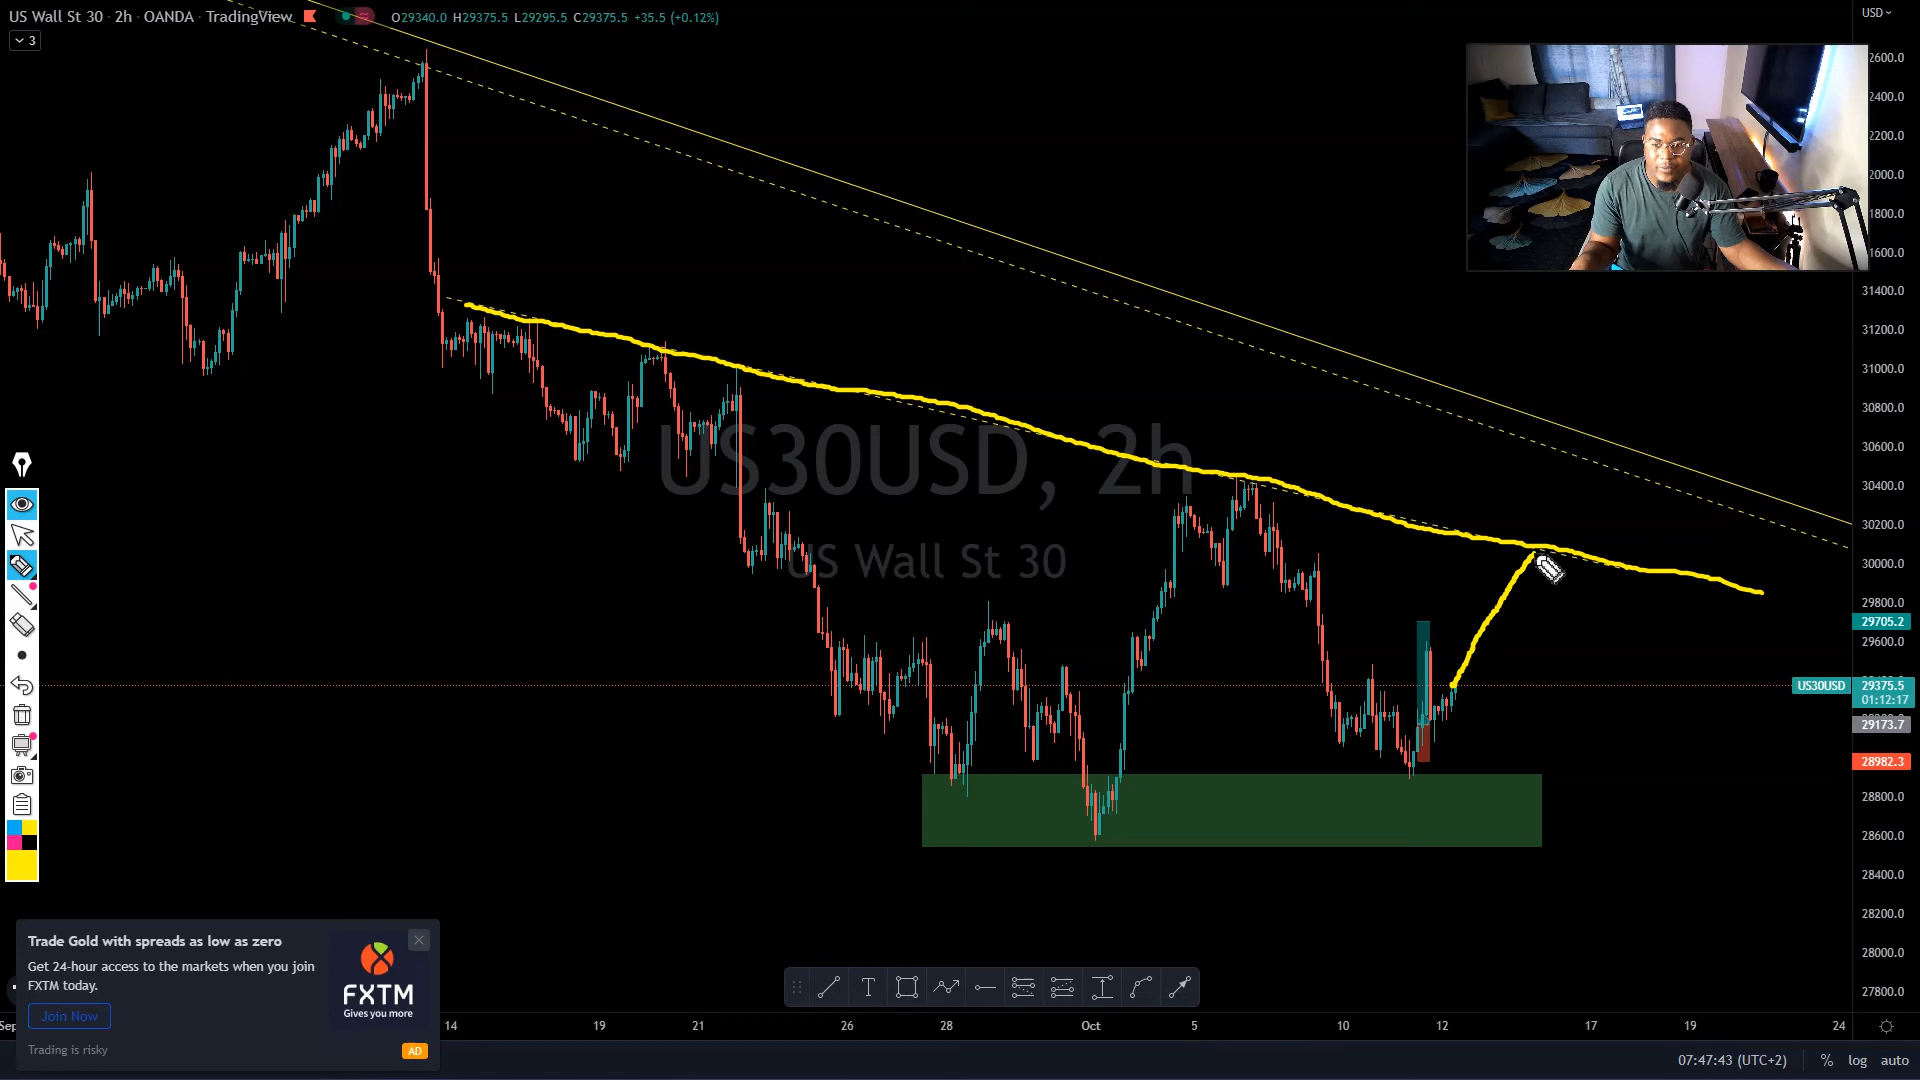 US Wall St 30 · 2h · OANDA · TradingView
O29340.0 H29375.5 L29295.5 C29375.5 +35.5 (+0.12%)
USD
3
2600.0
2400.0
2200.0
2000.0
1800.0
1600.0
31400.0
31200.0
31000.0
30800.0
30600.0
30400.0
30200.0
30000.0
29800.0
29705.2
29600.0
US30USD
29375.5
01:12:17
29173.7
28982.3
28800.0
28600.0
28400.0
28200.0
28000.0
27800.0
US30USD, 2h
US Wall St 30
Trade Gold with spreads as low as zero
Get 24-hour access to the markets when you join
FXTM today.
Join Now
Trading is risky
FXTM
Gives you more
AD
Sep
14
19
21
26
28
Oct
5
10
12
17
19
24
07:47:43 (UTC+2)
%
log
auto